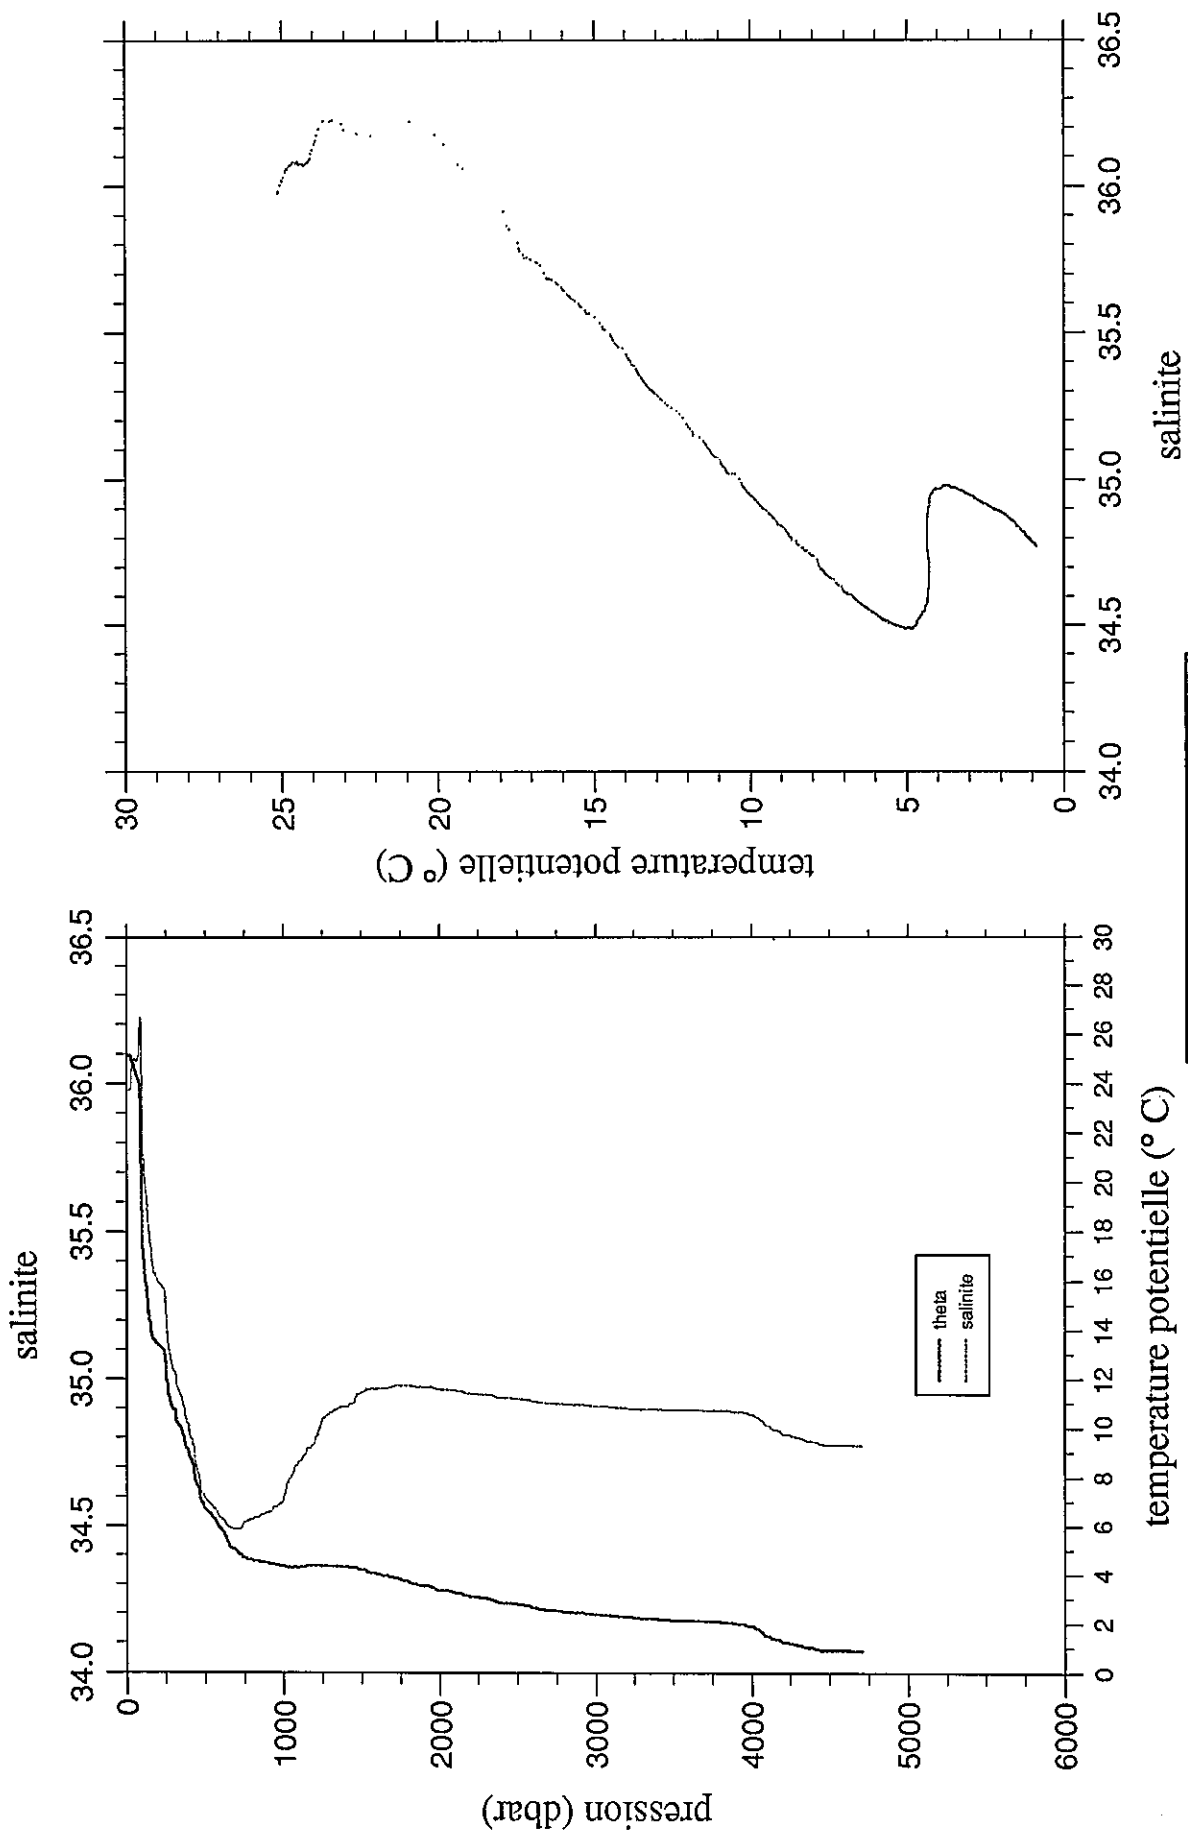 salinite
34.0 34.5 35.0 35.5 36.0 36.5
0
1000
2000
3000
4000
5000
6000
pression (dbar)
theta
salinite
0 2 4 6 8 10 12 14 16 18 20 22 24 26 28 30
temperature potentielle (° C)
30
25
20
15
10
5
0
temperature potentielle (° C)
34.0 34.5 35.0 35.5 36.0 36.5
salinite